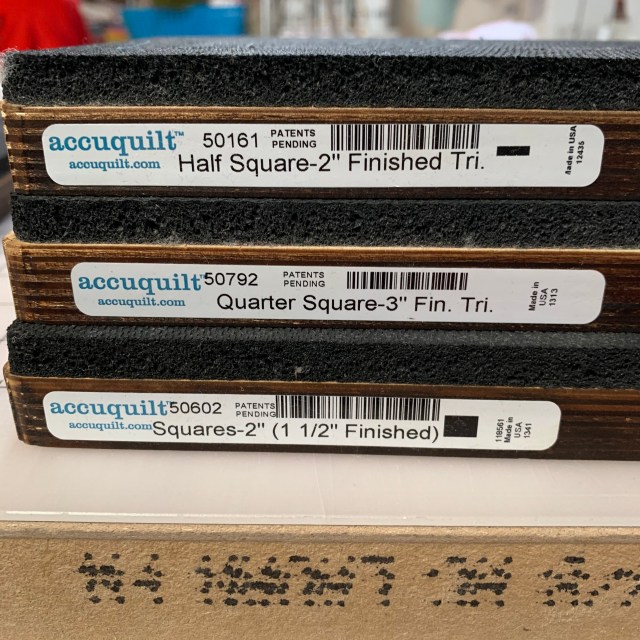 accuquilt™ 50161 PATENTS PENDING Made in USA 12435
accuquilt.com Half Square-2" Finished Tri.
accuquilt 50792 PATENTS PENDING Made in USA 1313
accuquilt.com Quarter Square-3" Fin. Tri.
accuquilt 50602 PATENTS PENDING 118561 Made in USA 1341
accuquilt.com Squares-2" (1 1/2" Finished)